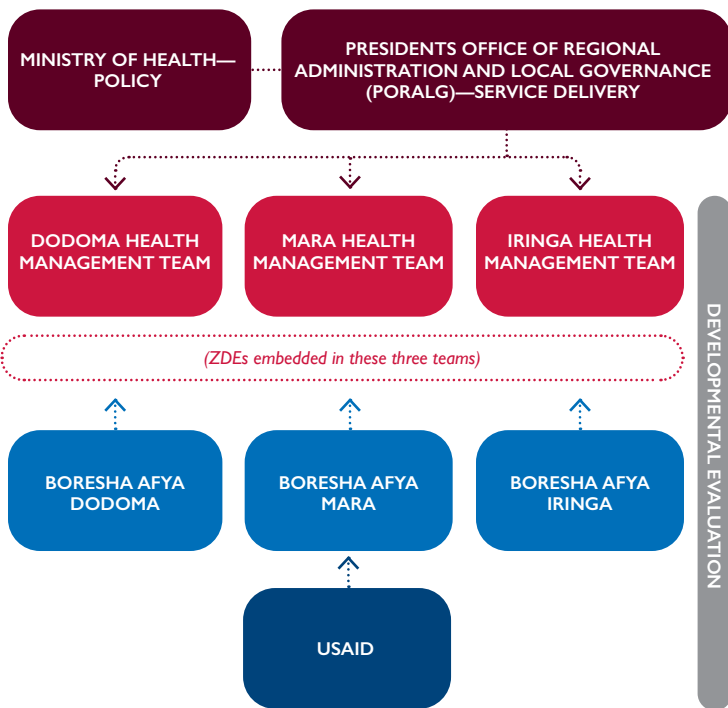 MINISTRY OF HEALTH—
POLICY
PRESIDENTS OFFICE OF REGIONAL
ADMINISTRATION AND LOCAL GOVERNANCE
(PORALG)—SERVICE DELIVERY
DODOMA HEALTH
MANAGEMENT TEAM
MARA HEALTH
MANAGEMENT TEAM
IRINGA HEALTH
MANAGEMENT TEAM
(ZDEs embedded in these three teams)
BORESHA AFYA
DODOMA
BORESHA AFYA
MARA
BORESHA AFYA
IRINGA
USAID
DEVELOPMENTAL EVALUATION